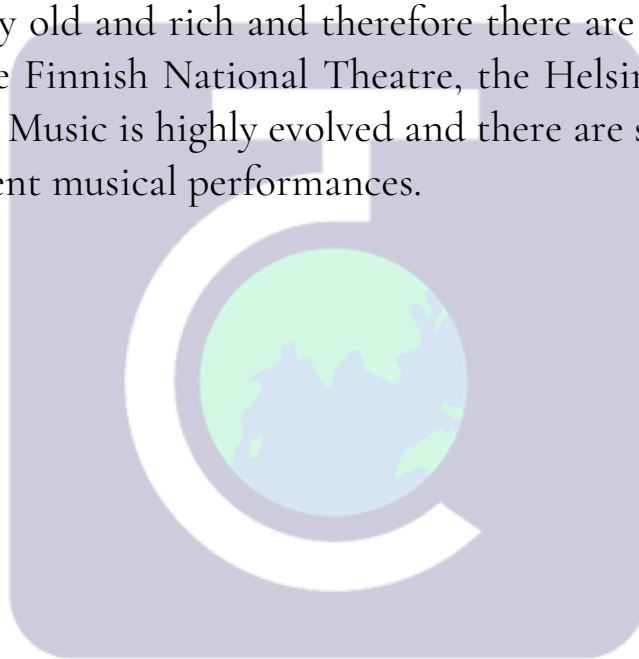 y old and rich and therefore there are
e Finnish National Theatre, the Helsin
Music is highly evolved and there are s
ent musical performances.